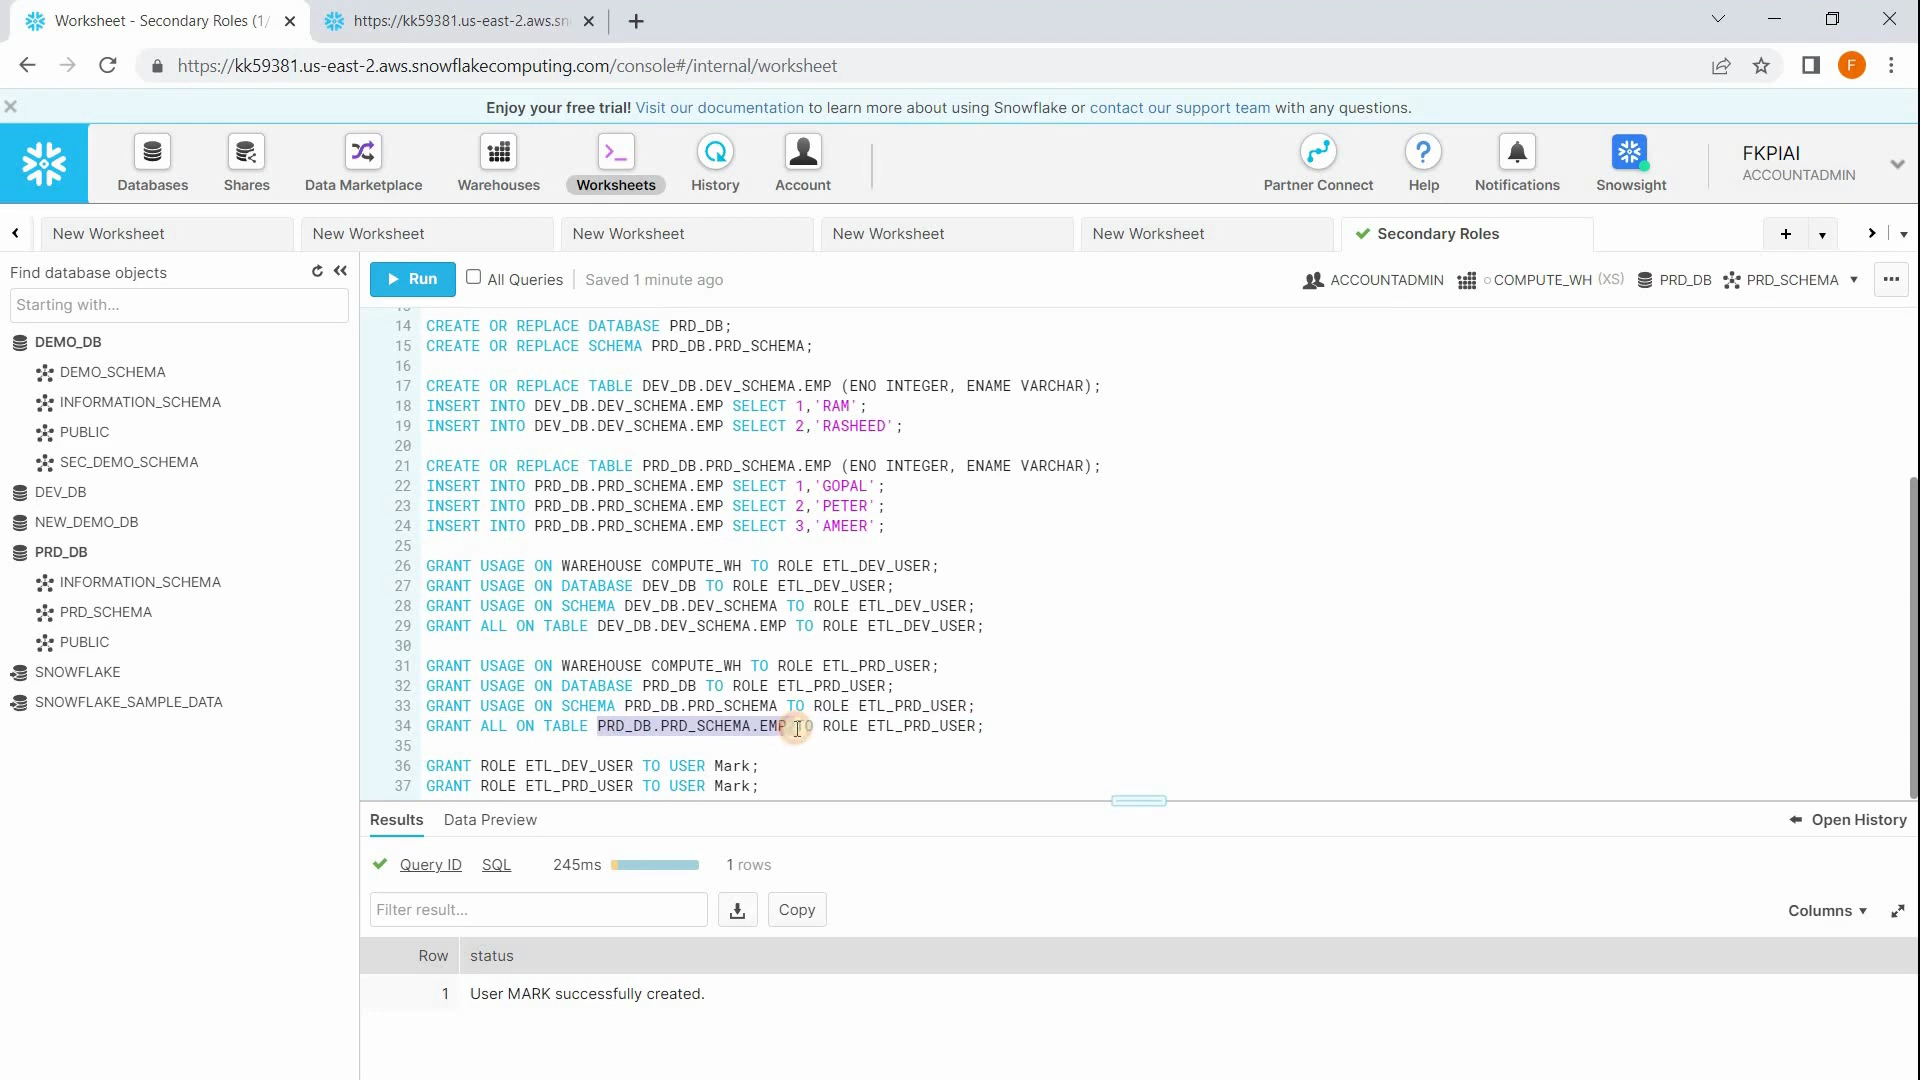 Worksheet - Secondary Roles (1/
https://kk59381.us-east-2.aws.sn
https://kk59381.us-east-2.aws.snowflakecomputing.com/console#/internal/worksheet
F
Enjoy your free trial! Visit our documentation to learn more about using Snowflake or contact our support team with any questions.
Databases
Shares
Data Marketplace
Warehouses
Worksheets
History
Account
Partner Connect
Help
Notifications
Snowsight
FKPIAI
ACCOUNTADMIN
New Worksheet
New Worksheet
New Worksheet
New Worksheet
New Worksheet
Secondary Roles
Find database objects
Starting with...
DEMO_DB
DEMO_SCHEMA
INFORMATION_SCHEMA
PUBLIC
SEC_DEMO_SCHEMA
DEV_DB
NEW_DEMO_DB
PRD_DB
INFORMATION_SCHEMA
PRD_SCHEMA
PUBLIC
SNOWFLAKE
SNOWFLAKE_SAMPLE_DATA
Run
All Queries
Saved 1 minute ago
ACCOUNTADMIN
COMPUTE_WH (XS)
PRD_DB
PRD_SCHEMA
14 CREATE OR REPLACE DATABASE PRD_DB;
15 CREATE OR REPLACE SCHEMA PRD_DB.PRD_SCHEMA;
16
17 CREATE OR REPLACE TABLE DEV_DB.DEV_SCHEMA.EMP (ENO INTEGER, ENAME VARCHAR);
18 INSERT INTO DEV_DB.DEV_SCHEMA.EMP SELECT 1,'RAM';
19 INSERT INTO DEV_DB.DEV_SCHEMA.EMP SELECT 2,'RASHEED';
20
21 CREATE OR REPLACE TABLE PRD_DB.PRD_SCHEMA.EMP (ENO INTEGER, ENAME VARCHAR);
22 INSERT INTO PRD_DB.PRD_SCHEMA.EMP SELECT 1,'GOPAL';
23 INSERT INTO PRD_DB.PRD_SCHEMA.EMP SELECT 2,'PETER';
24 INSERT INTO PRD_DB.PRD_SCHEMA.EMP SELECT 3,'AMEER';
25
26 GRANT USAGE ON WAREHOUSE COMPUTE_WH TO ROLE ETL_DEV_USER;
27 GRANT USAGE ON DATABASE DEV_DB TO ROLE ETL_DEV_USER;
28 GRANT USAGE ON SCHEMA DEV_DB.DEV_SCHEMA TO ROLE ETL_DEV_USER;
29 GRANT ALL ON TABLE DEV_DB.DEV_SCHEMA.EMP TO ROLE ETL_DEV_USER;
30
31 GRANT USAGE ON WAREHOUSE COMPUTE_WH TO ROLE ETL_PRD_USER;
32 GRANT USAGE ON DATABASE PRD_DB TO ROLE ETL_PRD_USER;
33 GRANT USAGE ON SCHEMA PRD_DB.PRD_SCHEMA TO ROLE ETL_PRD_USER;
34 GRANT ALL ON TABLE PRD_DB.PRD_SCHEMA.EMP TO ROLE ETL_PRD_USER;
35
36 GRANT ROLE ETL_DEV_USER TO USER Mark;
37 GRANT ROLE ETL_PRD_USER TO USER Mark;
Results
Data Preview
Open History
Query ID
SQL
245ms
1 rows
Filter result...
Copy
Columns
Row
status
1
User MARK successfully created.